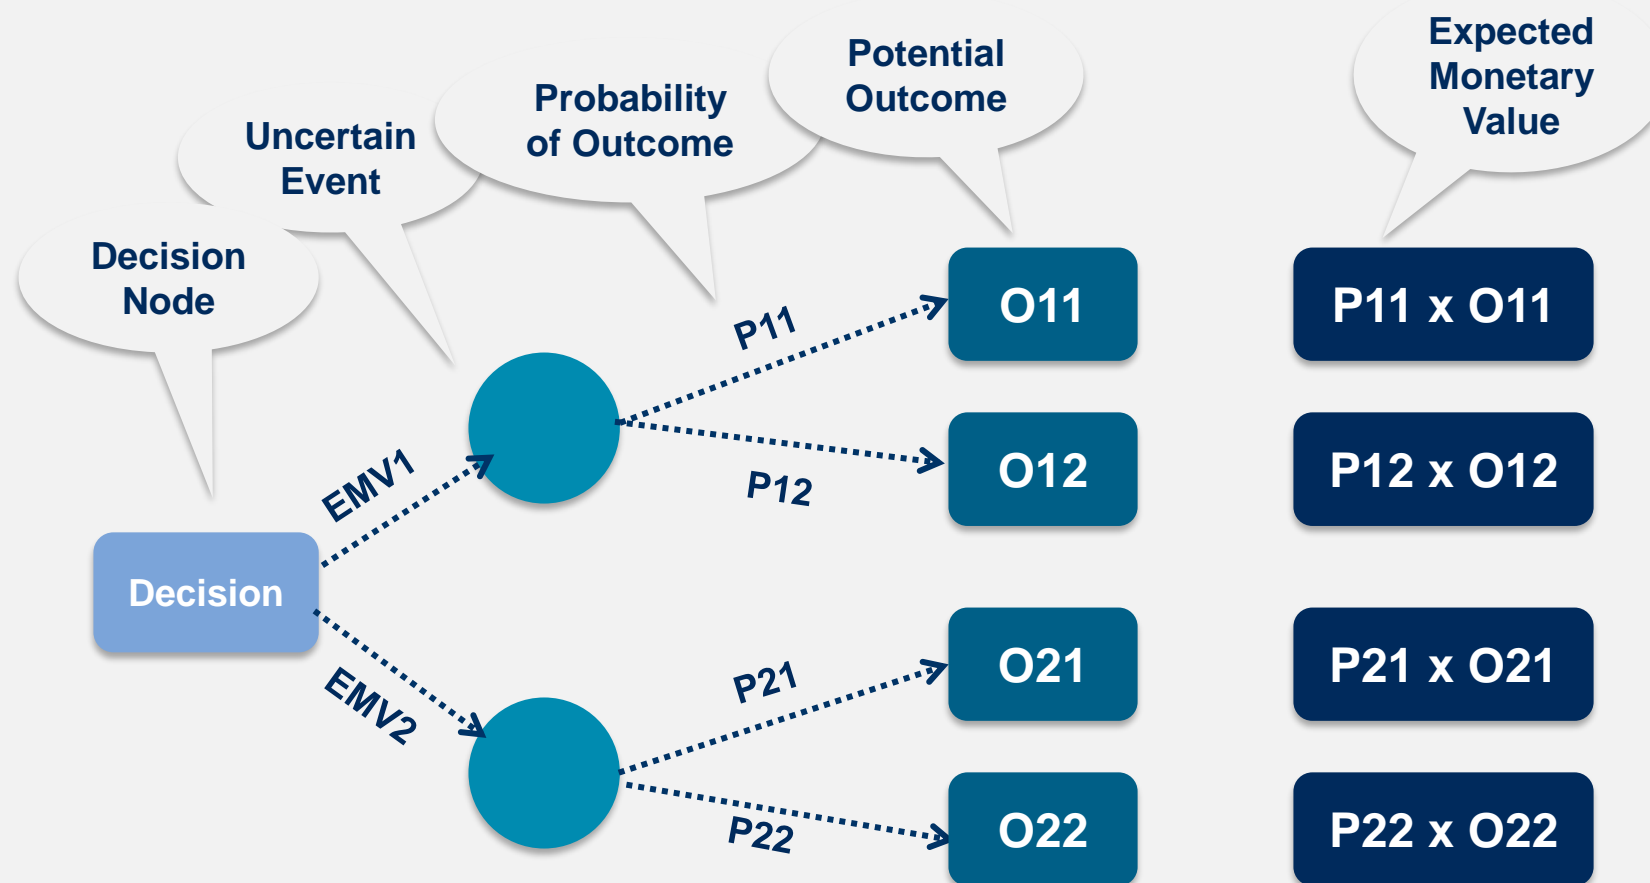 Expected
Monetary
Value
Potential
Outcome
Probability
of Outcome
Uncertain
Event
Decision
Node
P11
O11
P11 x O11
EMV1
P12
O12
P12 x O12
Decision
EMV2
P21
O21
P21 x O21
P22
O22
P22 x O22